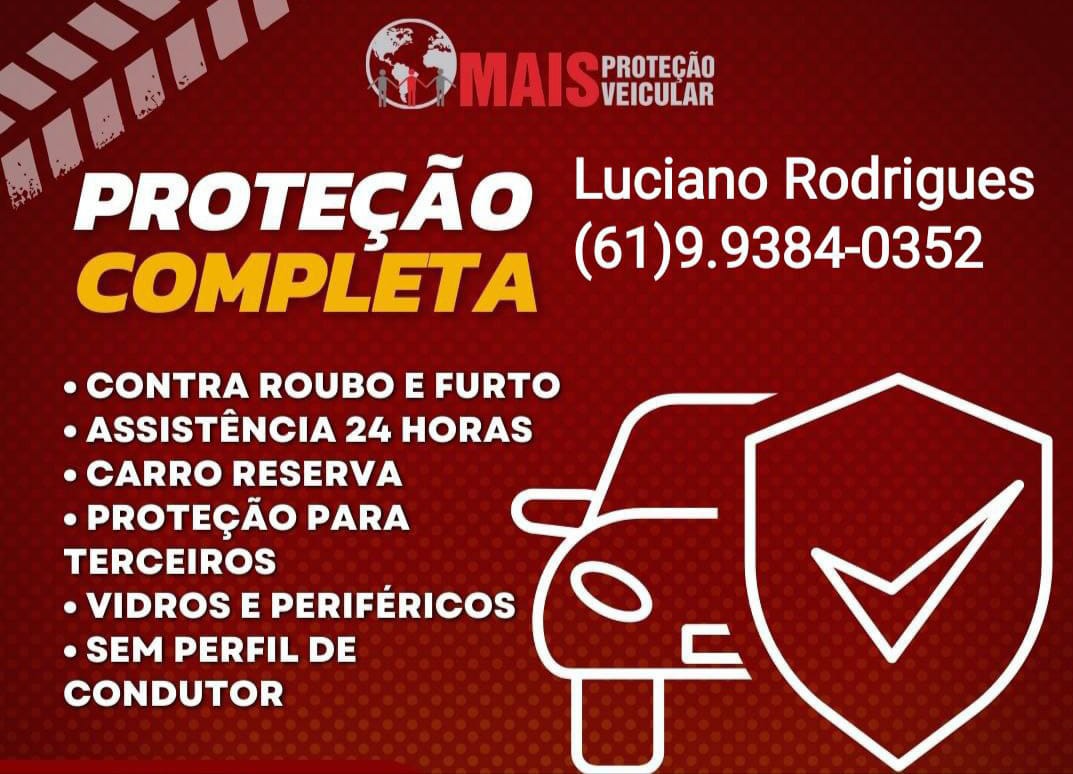 MAIS PROTEÇÃO
VEICULAR
PROTEÇÃO
COMPLETA
Luciano Rodrigues
(61)9.9384-0352
• CONTRA ROUBO E FURTO
• ASSISTÊNCIA 24 HORAS
• CARRO RESERVA
• PROTEÇÃO PARA
TERCEIROS
• VIDROS E PERIFÉRICOS
• SEM PERFIL DE
CONDUTOR